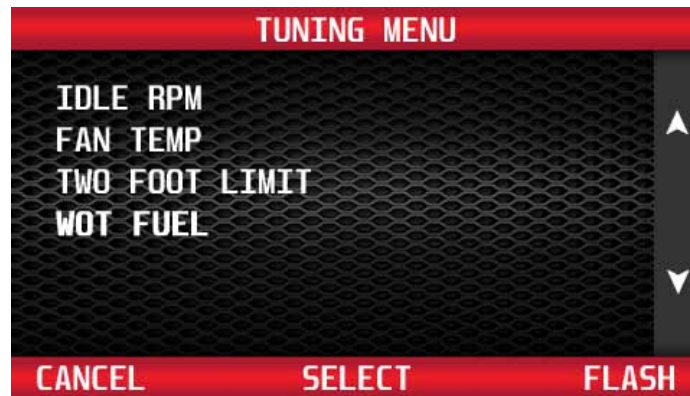 TUNING MENU
IDLE RPM
FAN TEMP
TWO FOOT LIMIT
WOT FUEL
CANCEL SELECT FLASH